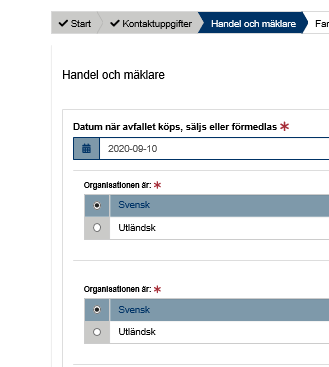 Start
Kontaktuppgifter
Handel och mäklare
Handel och mäklare
Datum när avfallet köps, säljs eller förmedlas *
2020-09-10
Organisationen är: *
Svensk
Utländsk
Organisationen är: *
Svensk
Utländsk